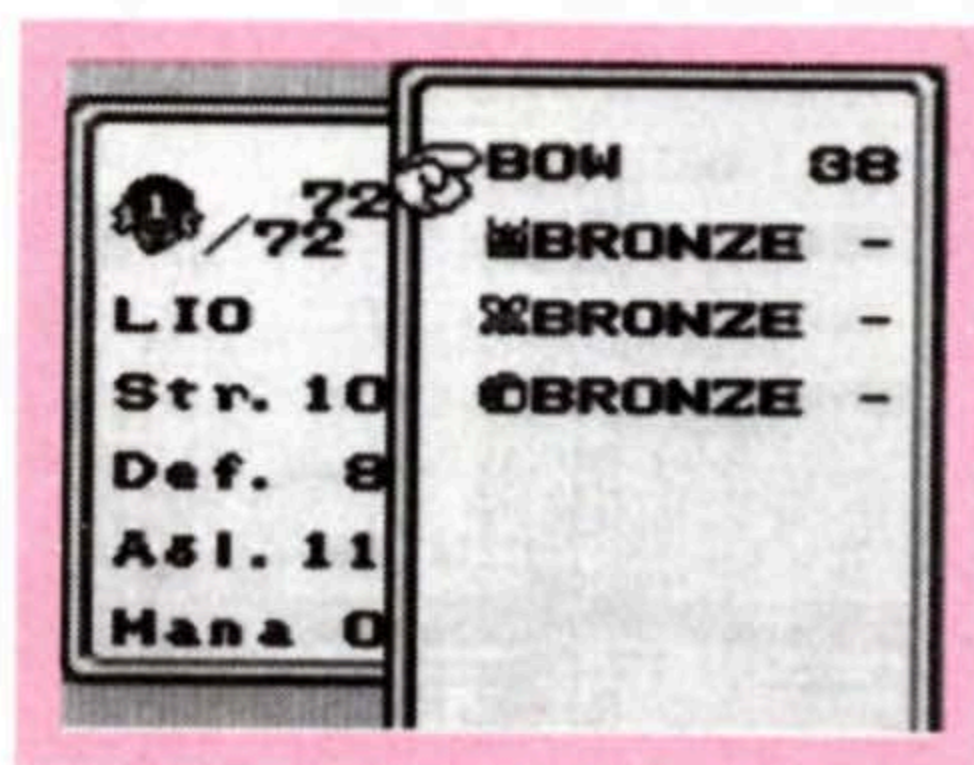 72
/72
LIO
Str. 10
Def. 8
Agl. 11
Mana 0
BOW 38
BRONZE -
BRONZE -
BRONZE -